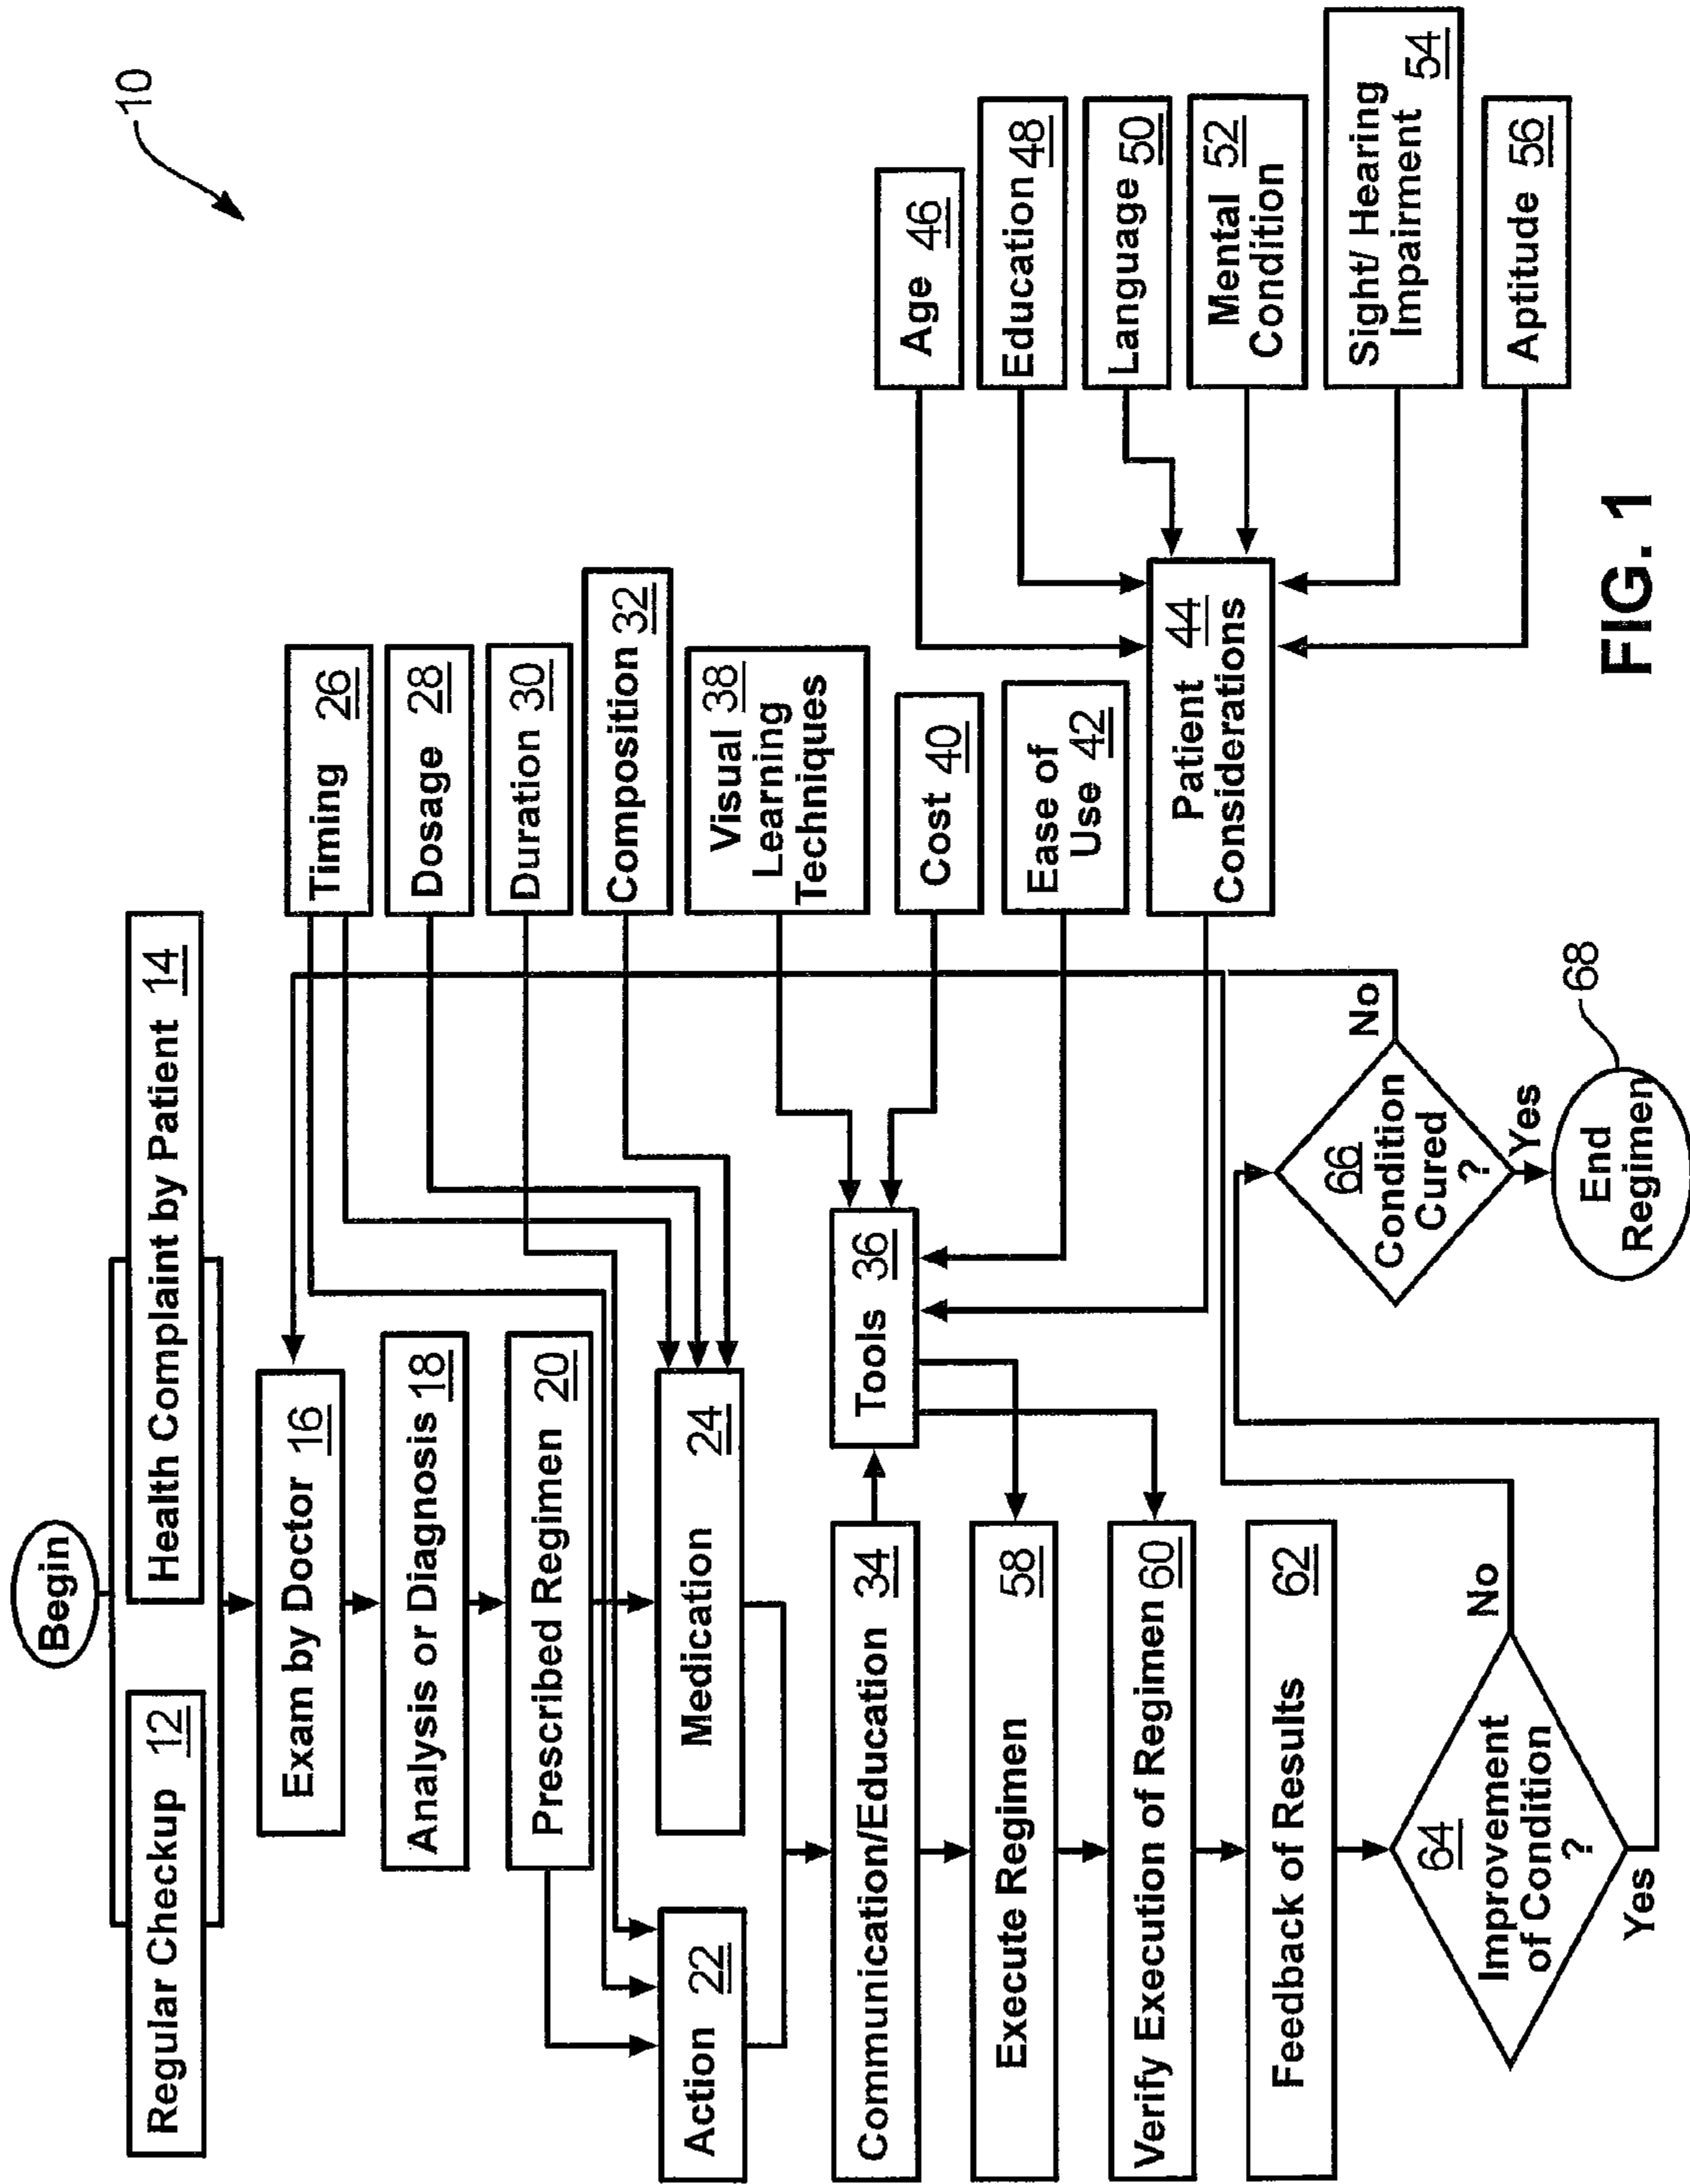 10
Begin
Regular Checkup 12
Health Complaint by Patient 14
Exam by Doctor 16
Analysis or Diagnosis 18
Prescribed Regimen 20
Action 22
Medication 24
Timing 26
Dosage 28
Duration 30
Composition 32
Visual 38
Learning
Techniques
Cost 40
Ease of
Use 42
Communication/Education 34
Tools 36
Patient 44
Considerations
Age 46
Education 48
Language 50
Mental 52
Condition
Sight/ Hearing
Impairment 54
Aptitude 56
Execute Regimen 58
Verify Execution of Regimen 60
Feedback of Results 62
64
Improvement
of Condition
?
No
Yes
66
Condition
Cured
?
No
Yes
End
Regimen
68
FIG. 1